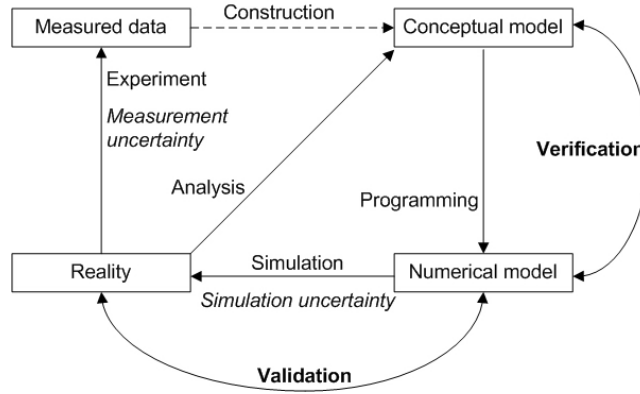 Measured data
Construction
Conceptual model
Experiment
Measurement
uncertainty
Verification
Analysis
Programming
Reality
Simulation
Numerical model
Simulation uncertainty
Validation